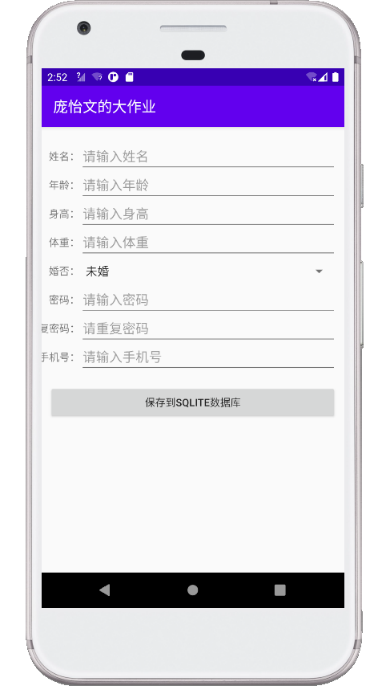 2:52
庞怡文的大作业
姓名: 请输入姓名
年龄: 请输入年龄
身高: 请输入身高
体重: 请输入体重
婚否: 未婚
密码: 请输入密码
复密码: 请重复密码
手机号: 请输入手机号
保存到SQLITE数据库